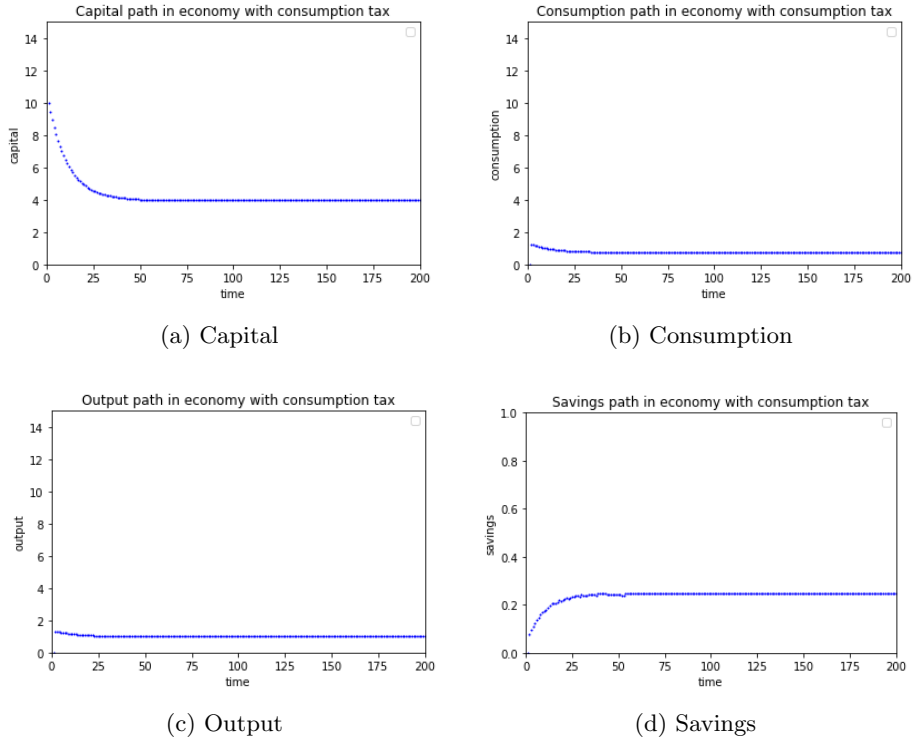 Capital path in economy with consumption tax
14
12
10
8
6
4
2
0
capital
0 25 50 75 100 125 150 175 200
time
(a) Capital
Consumption path in economy with consumption tax
14
12
10
8
6
4
2
0
consumption
0 25 50 75 100 125 150 175 200
time
(b) Consumption
Output path in economy with consumption tax
14
12
10
8
6
4
2
0
output
0 25 50 75 100 125 150 175 200
time
(c) Output
Savings path in economy with consumption tax
1.0
0.8
0.6
0.4
0.2
0.0
savings
0 25 50 75 100 125 150 175 200
time
(d) Savings